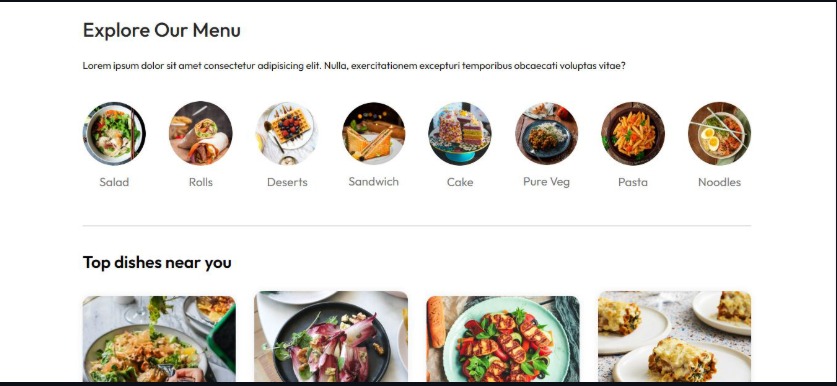 Explore Our Menu
Lorem ipsum dolor sit amet consectetur adipisicing elit. Nulla, exercitationem excepturi temporibus obcaecati voluptas vitae?
Salad Rolls Deserts Sandwich Cake Pure Veg Pasta Noodles
Top dishes near you